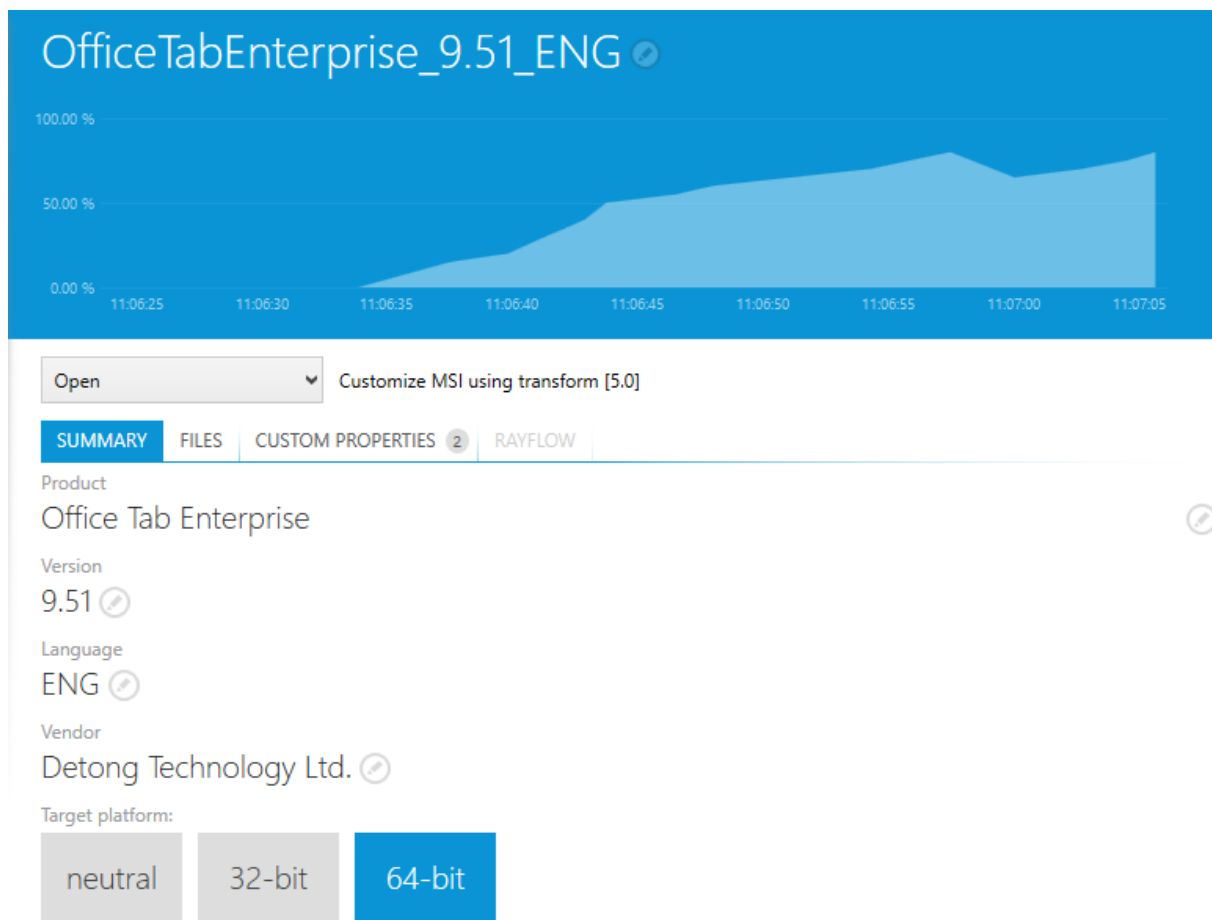 OfficeTabEnterprise_9.51_ENG
100.00 %
50.00 %
0.00 %
11:06:25 11:06:30 11:06:35 11:06:40 11:06:45 11:06:50 11:06:55 11:07:00 11:07:05
Open Customize MSI using transform [5.0]
SUMMARY FILES CUSTOM PROPERTIES 2 RAYFLOW
Product
Office Tab Enterprise
Version
9.51
Language
ENG
Vendor
Detong Technology Ltd.
Target platform:
neutral 32-bit 64-bit